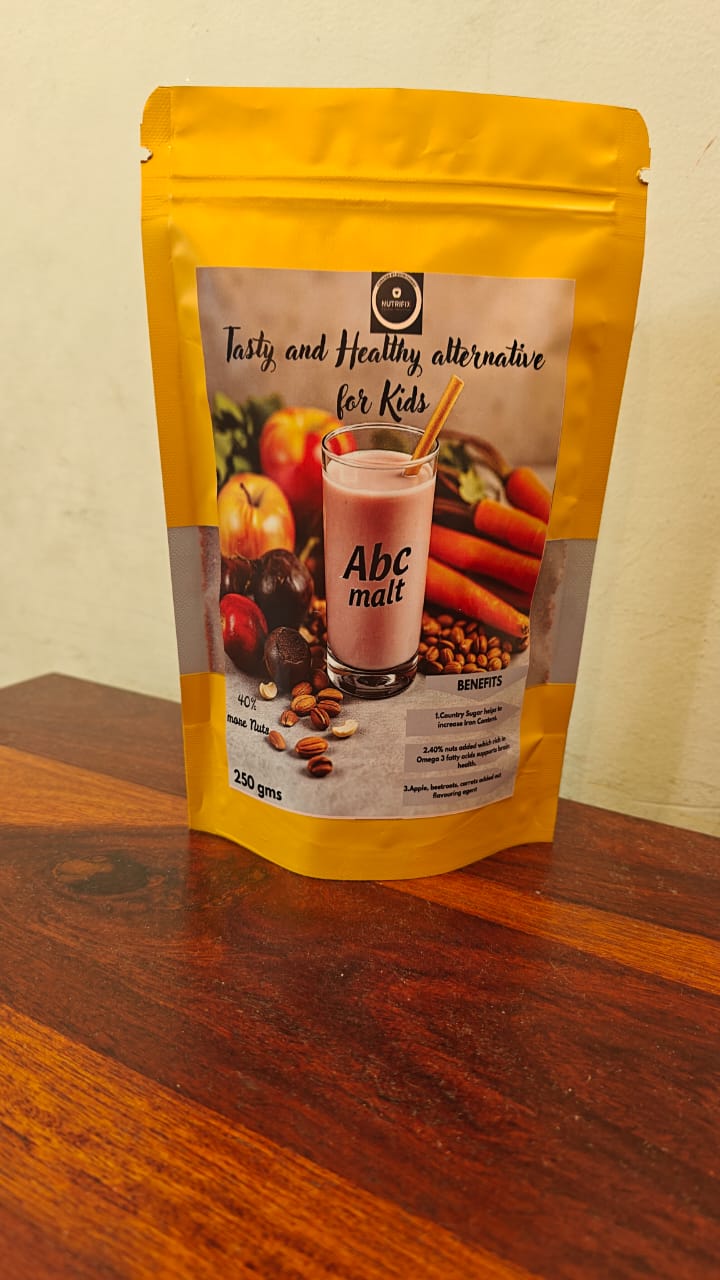 NUTRIFIX
Tasty and Healthy alternative
for Kids
Abc
malt
BENEFITS
1.Country Sugar helps to
increase Iron Content.
2.40% nuts added which rich in
Omega 3 fatty acids supports brain
health.
3.Apple, beetroots, carrots added out
flavouring agent
40%
more Nuts
250 gms